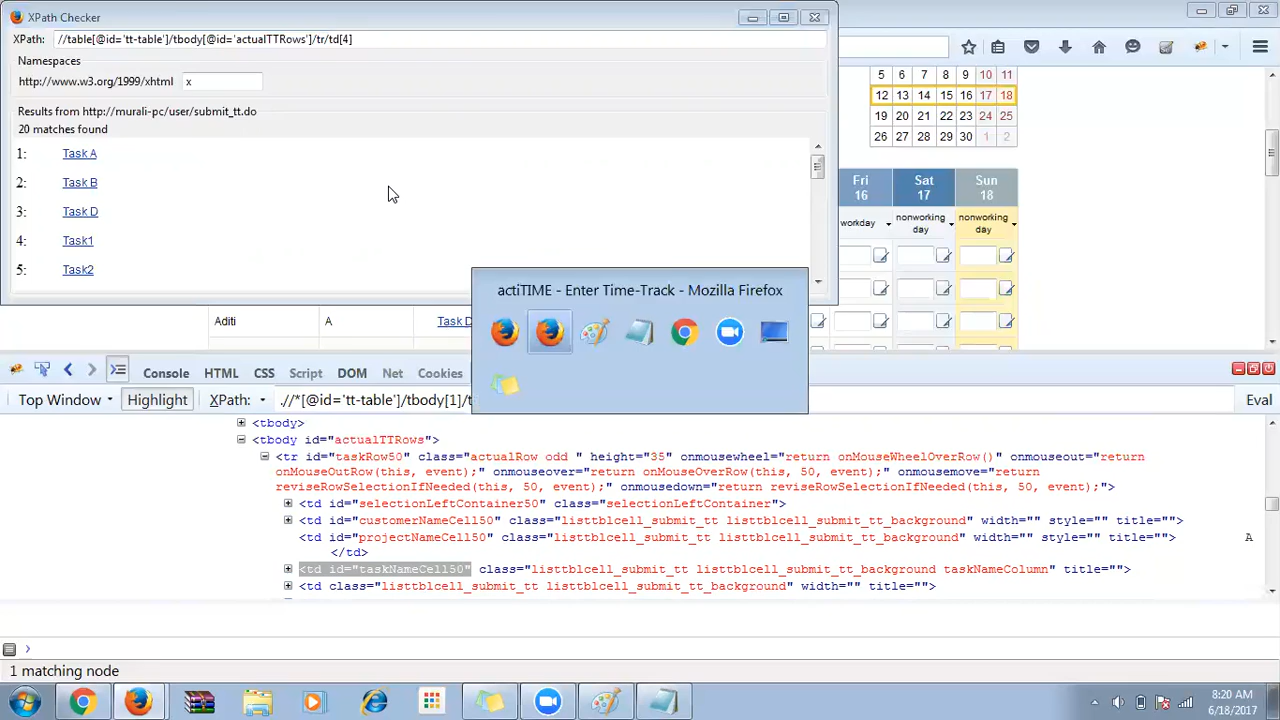 XPath Checker
XPath: //table[@id='tt-table']/tbody[@id='actualTTRows']/tr/td[4]
Namespaces
http://www.w3.org/1999/xhtml x
Results from http://murali-pc/user/submit_tt.do
20 matches found
1: Task A
2: Task B
3: Task D
4: Task1
5: Task2
5 6 7 8 9 10 11
12 13 14 15 16 17 18
19 20 21 22 23 24 25
26 27 28 29 30 1 2
Fri Sat Sun
16 17 18
workday nonworking day nonworking day
actiTIME - Enter Time-Track - Mozilla Firefox
Aditi A Task D
Console HTML CSS Script DOM Net Cookies
Top Window Highlight XPath: .//*[@id='tt-table']/tbody[1]/t Eval
<tbody>
<tbody id="actualTTRows">
<tr id="taskRow50" class="actualRow odd " height="35" onmousewheel="return onMouseWheelOverRow()" onmouseout="return
onMouseOutRow(this, event);" onmouseover="return onMouseOverRow(this, 50, event);" onmousemove="return
reviseRowSelectionIfNeeded(this, 50, event);" onmousedown="return reviseRowSelectionIfNeeded(this, 50, event);">
<td id="selectionLeftContainer50" class="selectionLeftContainer">
<td id="customerNameCell50" class="listtblcell_submit_tt listtblcell_submit_tt_background" width="" style="" title="">
<td id="projectNameCell50" class="listtblcell_submit_tt listtblcell_submit_tt_background" width="" style="" title=""> A
</td>
<td id="taskNameCell50" class="listtblcell_submit_tt listtblcell_submit_tt_background taskNameColumn" title="">
<td class="listtblcell_submit_tt listtblcell_submit_tt_background" width="" title="">
1 matching node
8:20 AM
6/18/2017